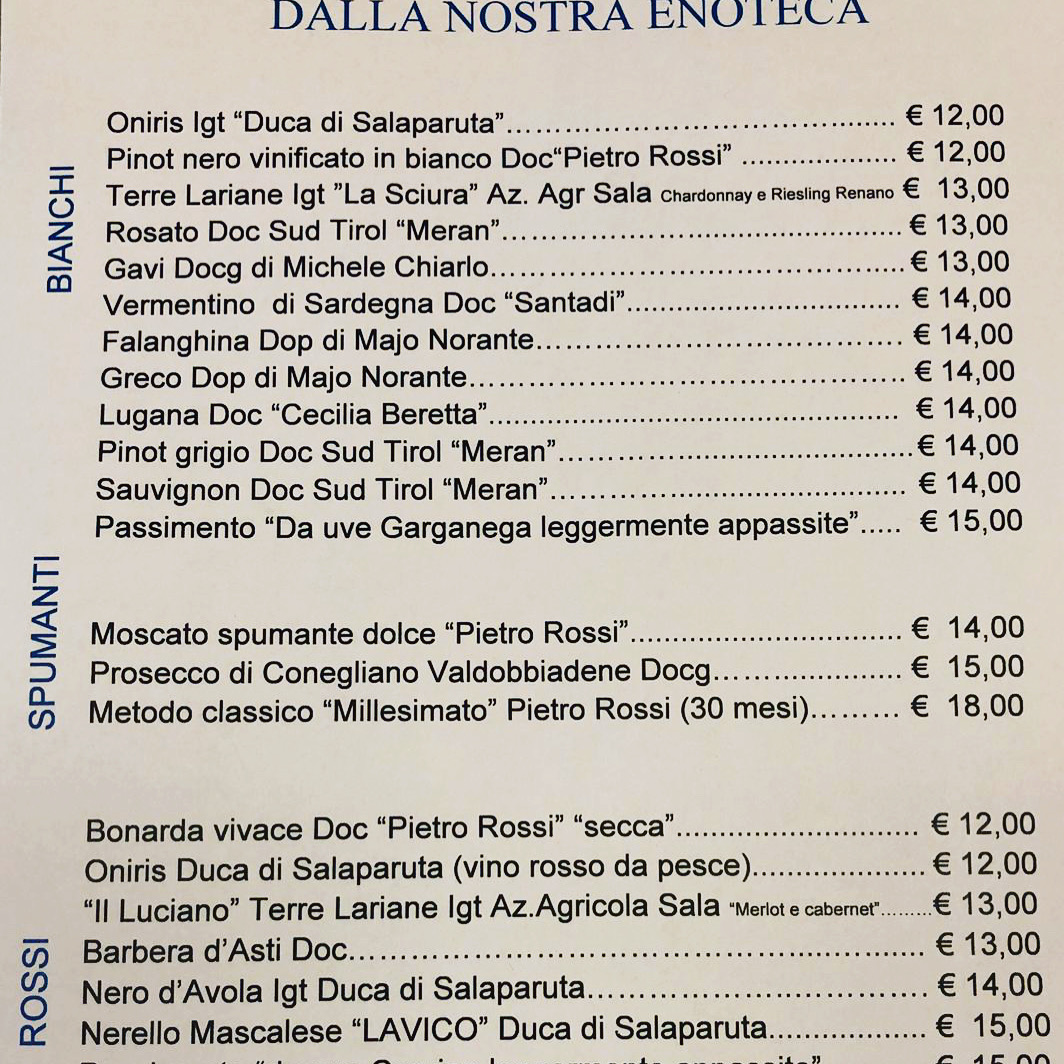 DALLA NOSTRA ENOTECA
BIANCHI
Oniris Igt “Duca di Salaparuta”........................................ € 12,00
Pinot nero vinificato in bianco Doc“Pietro Rossi” .................. € 12,00
Terre Lariane Igt ”La Sciura” Az. Agr Sala Chardonnay e Riesling Renano € 13,00
Rosato Doc Sud Tirol “Meran”........................................ € 13,00
Gavi Docg di Michele Chiarlo........................................ € 13,00
Vermentino di Sardegna Doc “Santadi”.............................. € 14,00
Falanghina Dop di Majo Norante..................................... € 14,00
Greco Dop di Majo Norante........................................... € 14,00
Lugana Doc “Cecilia Beretta”......................................... € 14,00
Pinot grigio Doc Sud Tirol “Meran”................................... € 14,00
Sauvignon Doc Sud Tirol “Meran”.................................... € 14,00
Passimento “Da uve Garganega leggermente appassite”..... € 15,00
SPUMANTI
Moscato spumante dolce “Pietro Rossi”.............................. € 14,00
Prosecco di Conegliano Valdobbiadene Docg..................... € 15,00
Metodo classico “Millesimato” Pietro Rossi (30 mesi)......... € 18,00
ROSSI
Bonarda vivace Doc “Pietro Rossi” “secca”.......................... € 12,00
Oniris Duca di Salaparuta (vino rosso da pesce)................... € 12,00
“Il Luciano” Terre Lariane Igt Az.Agricola Sala “Merlot e cabernet”......... € 13,00
Barbera d’Asti Doc........................................................ € 13,00
Nero d’Avola Igt Duca di Salaparuta.................................. € 14,00
Nerello Mascalese “LAVICO” Duca di Salaparuta................. € 15,00